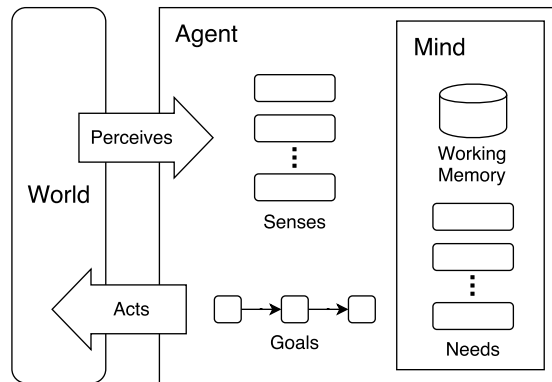 Agent
Mind
Perceives
Working
Memory
World
Senses
Acts
Goals
Needs